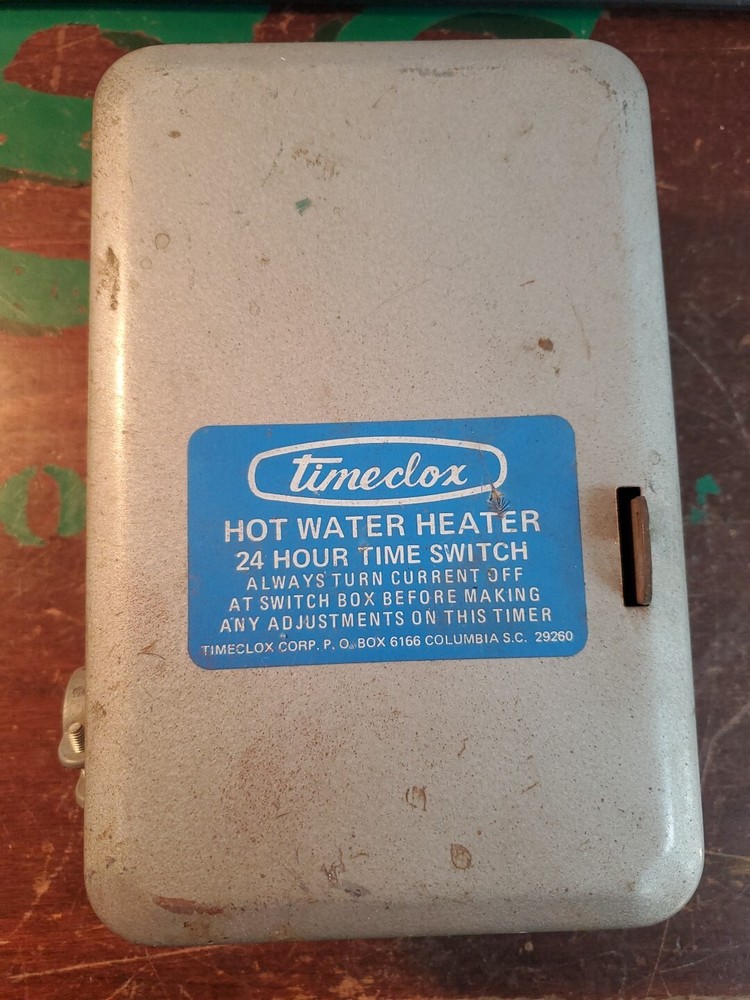 timeclox
HOT WATER HEATER
24 HOUR TIME SWITCH
ALWAYS TURN CURRENT OFF
AT SWITCH BOX BEFORE MAKING
ANY ADJUSTMENTS ON THIS TIMER
TIMECLOX CORP. P. O. BOX 6166 COLUMBIA S.C. 29260